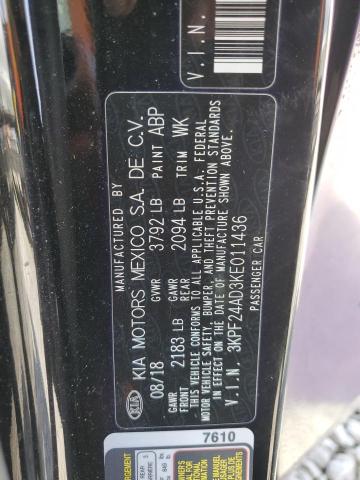 V.I.N.
MANUFACTURED BY
KIA MOTORS MEXICO S.A. DE C.V.
08/18 GVWR 3792 LB PAINT ABP
GAWR FRONT 2183 LB GAWR REAR 2094 LB TRIM WK
THIS VEHICLE CONFORMS TO ALL APPLICABLE U.S.A. FEDERAL
MOTOR VEHICLE SAFETY, BUMPER, AND THEFT PREVENTION STANDARDS
IN EFFECT ON THE DATE OF MANUFACTURE SHOWN ABOVE.
V.I.N. 3KPF24AD3KE011436
PASSENGER CAR
KIA
7610